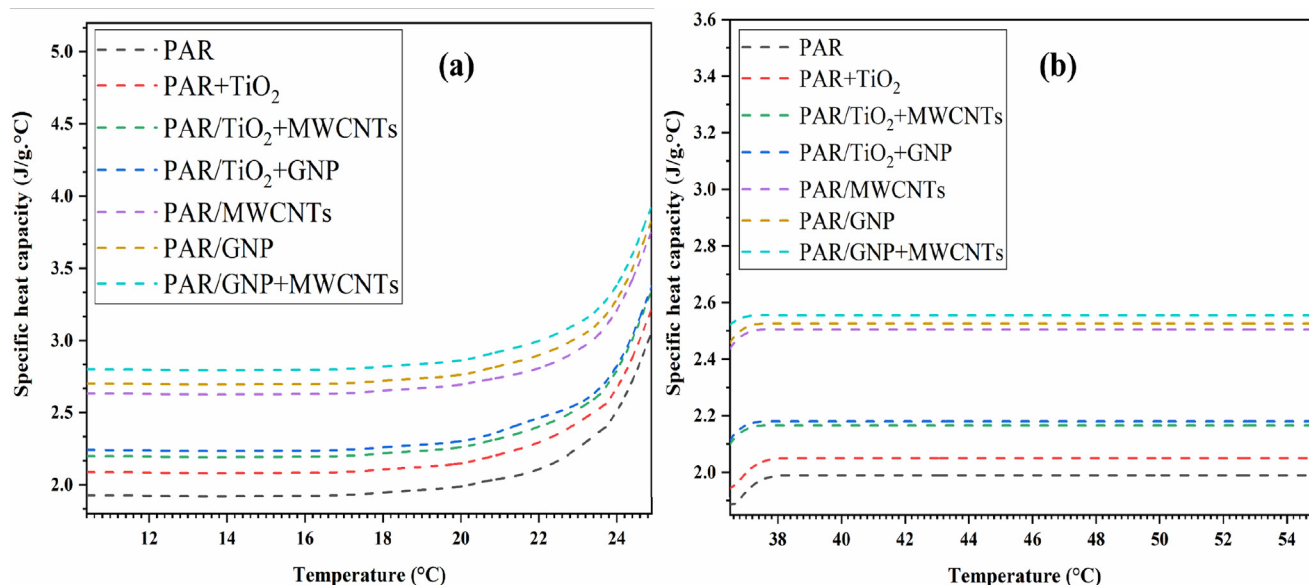 (a)
PAR
PAR+TiO₂
PAR/TiO₂+MWCNTs
PAR/TiO₂+GNP
PAR/MWCNTs
PAR/GNP
PAR/GNP+MWCNTs
Specific heat capacity (J/g.°C)
5.0
4.5
4.0
3.5
3.0
2.5
2.0
12 14 16 18 20 22 24
Temperature (°C)
(b)
PAR
PAR+TiO₂
PAR/TiO₂+MWCNTs
PAR/TiO₂+GNP
PAR/MWCNTs
PAR/GNP
PAR/GNP+MWCNTs
Specific heat capacity (J/g.°C)
3.6
3.4
3.2
3.0
2.8
2.6
2.4
2.2
2.0
38 40 42 44 46 48 50 52 54
Temperature (°C)